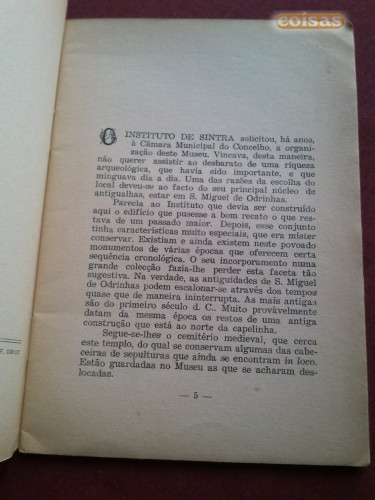 coisas
O INSTITUTO DE SINTRA solicitou, há anos,
à Câmara Municipal do Concelho, a organi-
zação deste Museu. Vincava, desta maneira,
não querer assistir ao desbarato de uma riqueza
arqueológica, que havia sido importante, e que
minguava dia a dia. Uma das razões da escolha do
local deveu-se ao facto do seu principal núcleo de
antigualhas, estar em S. Miguel de Odrinhas.
Parecia ao Instituto que devia ser construído
aqui o edifício que pusesse a bom recato o que res-
tava de um passado maior. Depois, esse conjunto
tinha características muito especiais, que era mister
conservar. Existiam e ainda existem neste povoado
monumentos de várias épocas que oferecem certa
sequência cronológica. O seu incorporamento numa
grande colecção fazia-lhe perder esta faceta tão
sugestiva. Na verdade, as antiguidades de S. Miguel
de Odrinhas podem escalonar-se através dos tempos
quase que de maneira ininterrupta. As mais antigas
são do primeiro século d. C.. Muito provàvelmente
datam da mesma época os restos de uma antiga
construção que está ao norte da capelinha.
Segue-se-lhes o cemitério medieval, que cerca
este templo, do qual se conservam algumas das cabe-
ceiras de sepulturas que ainda se encontram in loco.
Estão guardadas no Museu as que se acharam des-
locadas.
— 5 —